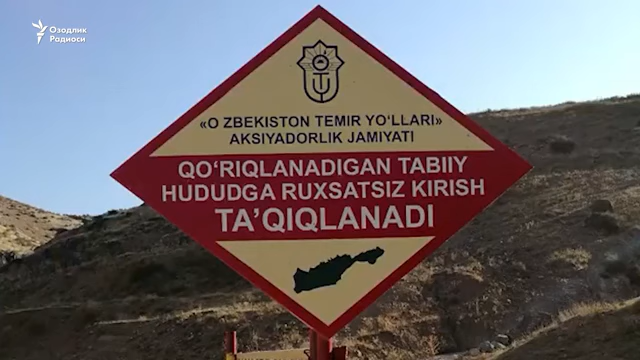 Озодлик
Радиоси
«O ZBEKISTON TEMIR YO‘LLARI»
AKSIYADORLIK JAMIYATI
QO‘RIQLANADIGAN TABIIY
HUDUDGA RUXSATSIZ KIRISH
TA’QIQLANADI